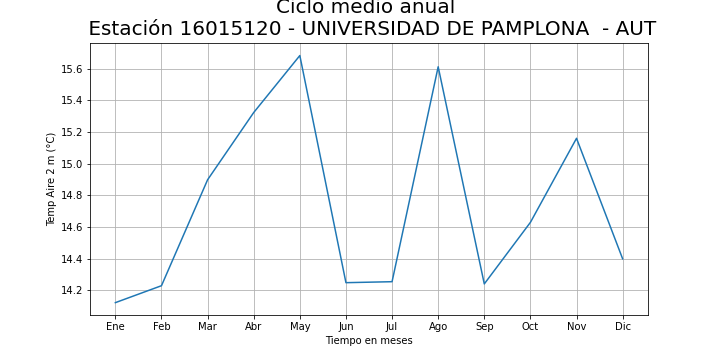 Ciclo medio anual
Estación 16015120 - UNIVERSIDAD DE PAMPLONA - AUT
15.6
15.4
15.2
15.0
14.8
14.6
14.4
14.2
Temp Aire 2 m (°C)
Ene Feb Mar Abr May Jun Jul Ago Sep Oct Nov Dic
Tiempo en meses